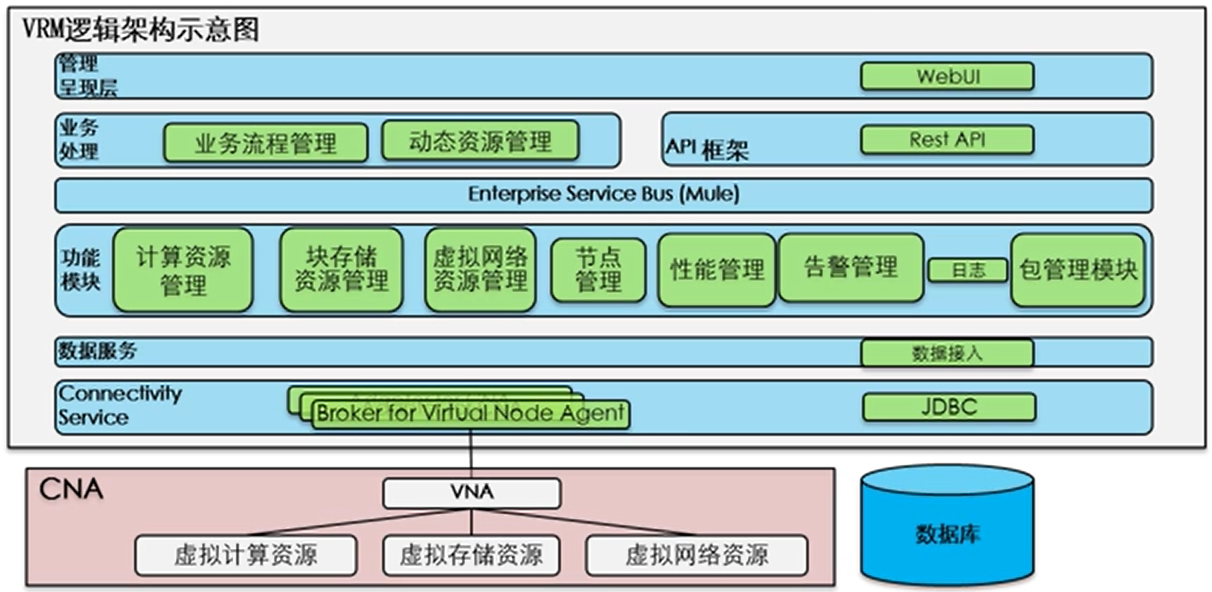 VRM逻辑架构示意图
管理
呈现层
WebUI
业务
处理
业务流程管理
动态资源管理
API 框架
Rest API
Enterprise Service Bus (Mule)
功能
模块
计算资源
管理
块存储
资源管理
虚拟网络
资源管理
节点
管理
性能管理
告警管理
日志
包管理模块
数据服务
数据接入
Connectivity
Service
Broker for Virtual Node Agent
JDBC
CNA
VNA
虚拟计算资源
虚拟存储资源
虚拟网络资源
数据库